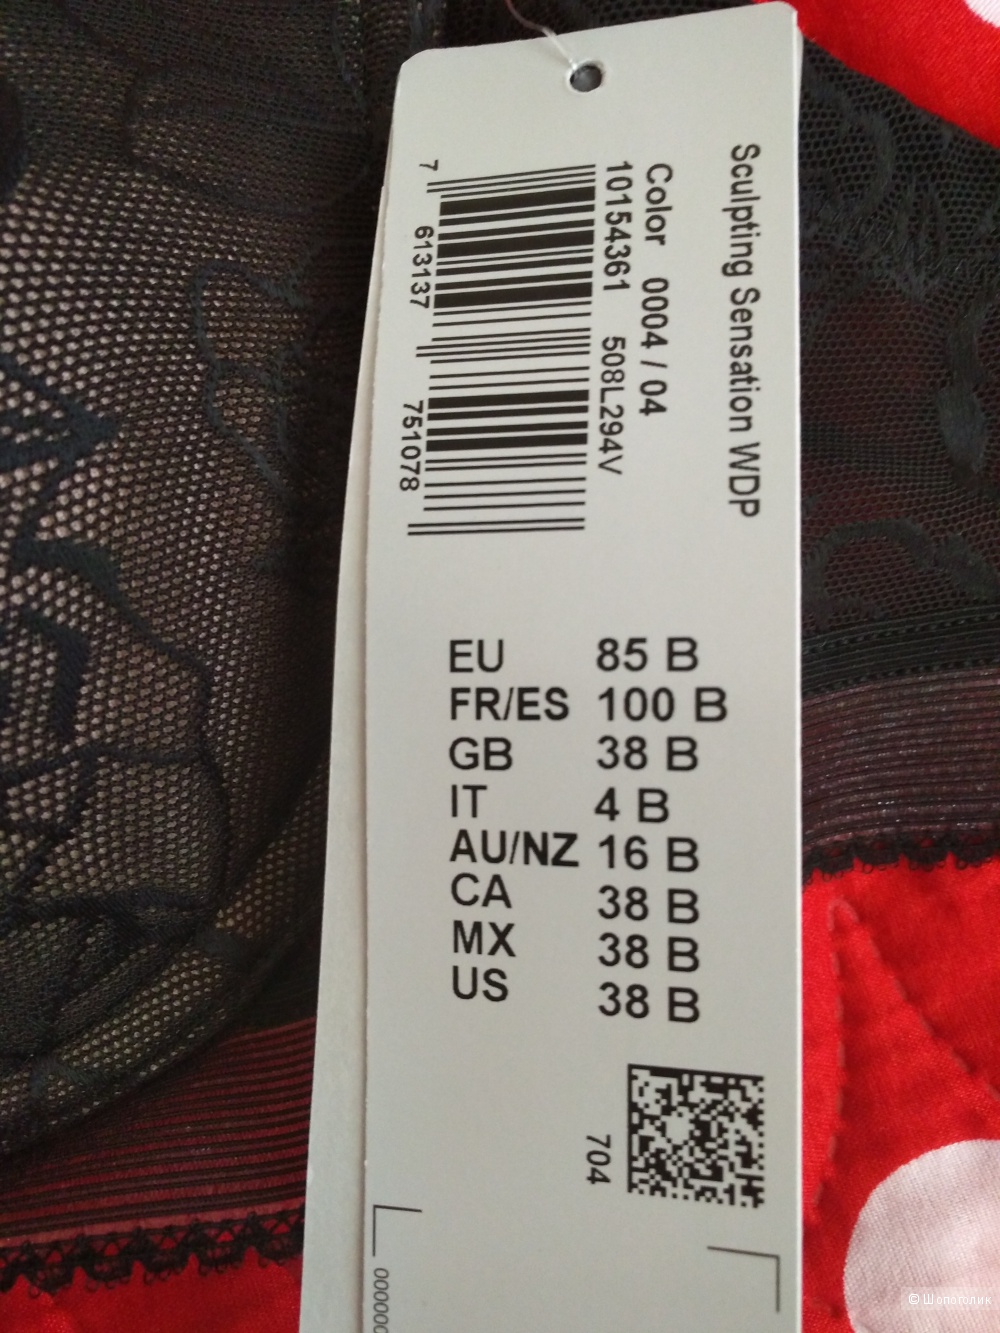 Sculpting Sensation WDP
Color 0004 / 04
10154361 508L294V
7 613137 751078
EU 85 B
FR/ES 100 B
GB 38 B
IT 4 B
AU/NZ 16 B
CA 38 B
MX 38 B
US 38 B
704
© Шопоголик